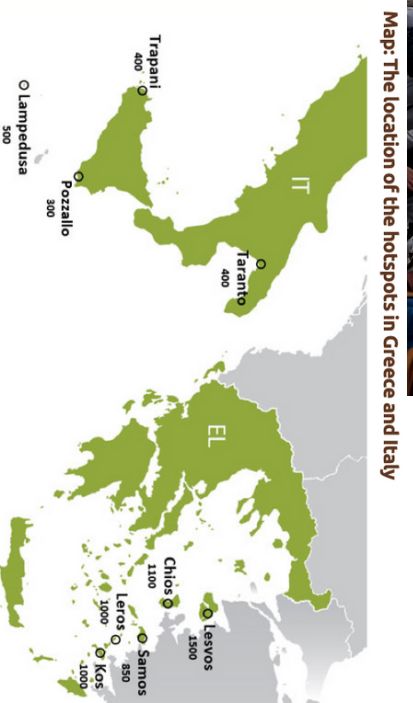 Map: The location of the hotspots in Greece and Italy
IT
Trapani
400
Taranto
400
Pozzallo
300
Lampedusa
500
EL
Lesvos
1500
Chios
1100
Samos
850
Leros
1000
Kos
1000